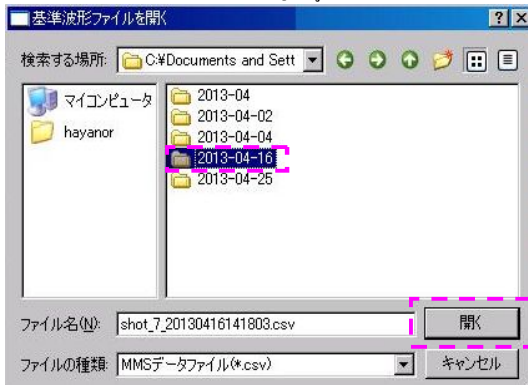 基準波形ファイルを開く
検索する場所: C:¥Documents and Sett
マイコンピュータ
hayanor
2013-04
2013-04-02
2013-04-04
2013-04-16
2013-04-25
ファイル名(N): shot_7_20130416141803.csv 開く
ファイルの種類: MMSデータファイル(*.csv) キャンセル